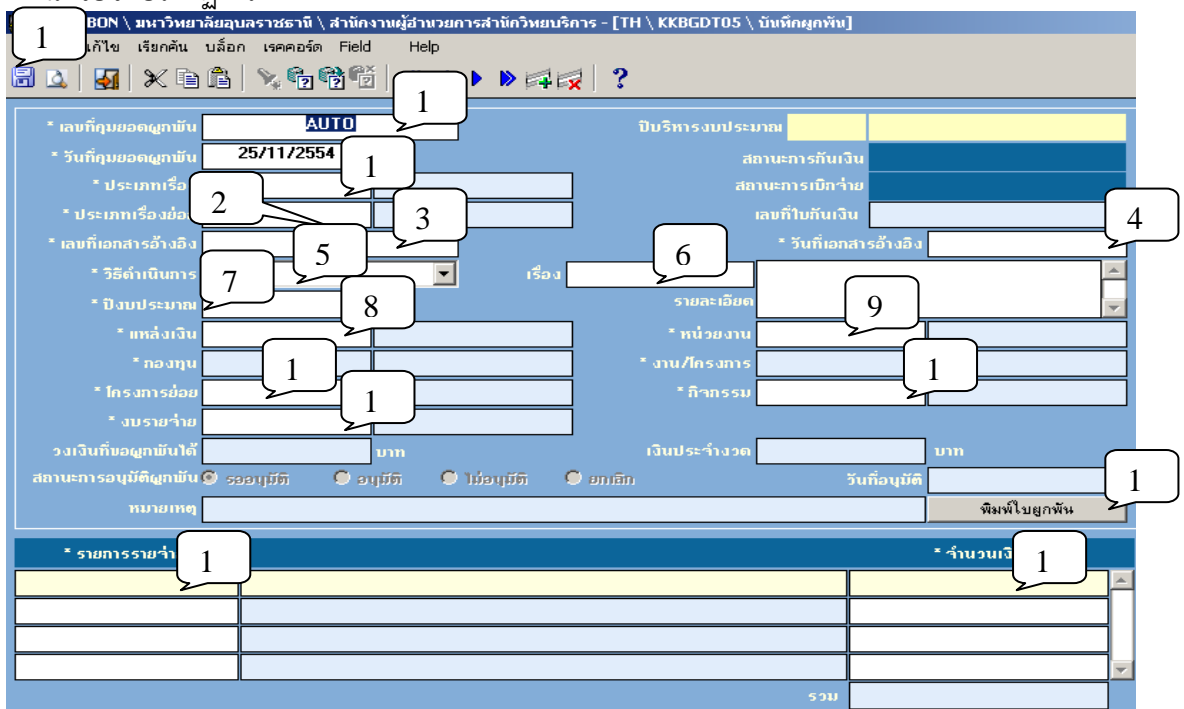 BON \ มหาวิทยาลัยอุบลราชธานี \ สำนักงานผู้อำนวยการสำนักวิทยบริการ - [TH \ KKBGDT05 \ บันทึกผูกพัน]
1 แก้ไข เรียกค้น บล็อก เรคคอร์ด Field Help
1
* เลขที่คุมยอดผูกพัน AUTO ปีบริหารงบประมาณ
* วันที่คุมยอดผูกพัน 25/11/2554 1 สถานะการกันเงิน
* ประเภทเรื่อ สถานะการเบิกจ่าย
* ประเภทเรื่องย่อ 2 3 เลขที่ใบกันเงิน 4
* เลขที่เอกสารอ้างอิง * วันที่เอกสารอ้างอิง
* วิธีดำเนินการ 5 เรื่อง 6
* ปีงบประมาณ 7 รายละเอียด
* แหล่งเงิน 8 * หน่วยงาน 9
* กองทุน * งาน/โครงการ
* โครงการย่อย 1 * กิจกรรม 1
* งบรายจ่าย 1
วงเงินที่ขอผูกพันได้ บาท เงินประจำงวด บาท
สถานะการอนุมัติผูกพัน รออนุมัติ อนุมัติ ไม่อนุมัติ ยกเลิก วันที่อนุมัติ 1
หมายเหตุ พิมพ์ใบผูกพัน
* รายการรายจ่ 1 * จำนวนเงิ 1
รวม